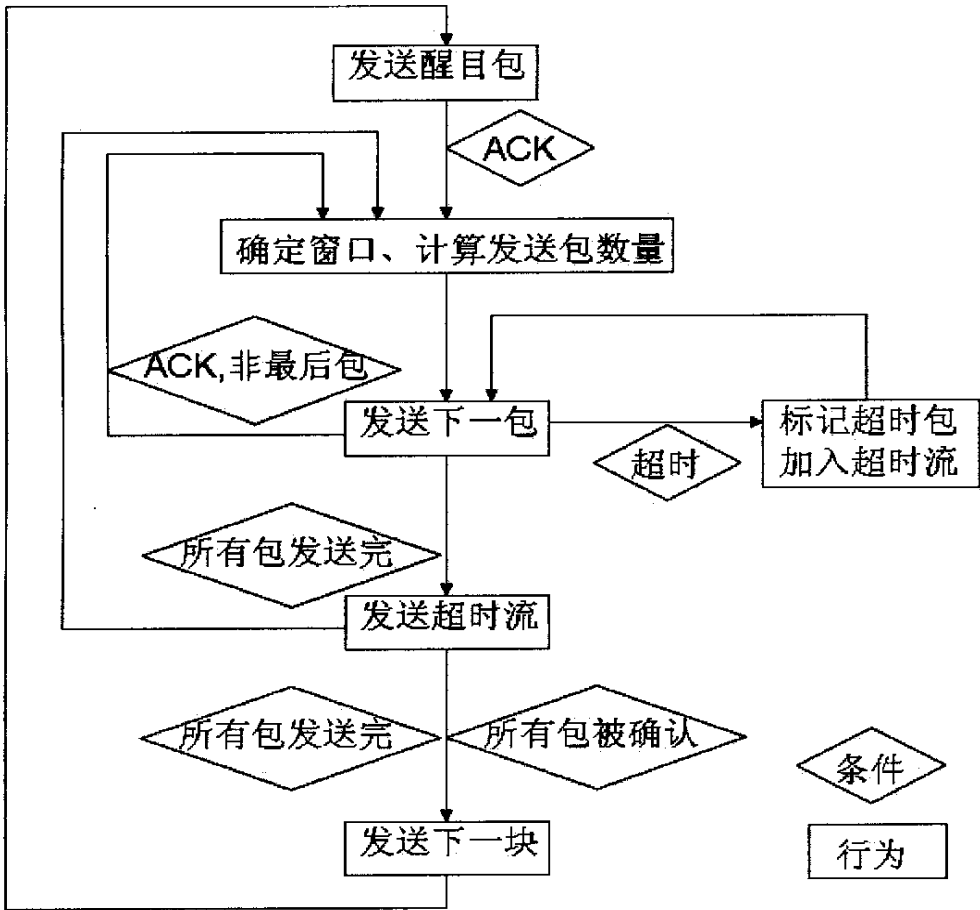 发送醒目包
ACK
确定窗口、计算发送包数量
ACK,非最后包
发送下一包
超时
标记超时包
加入超时流
所有包发送完
发送超时流
所有包发送完
所有包被确认
条件
发送下一块
行为